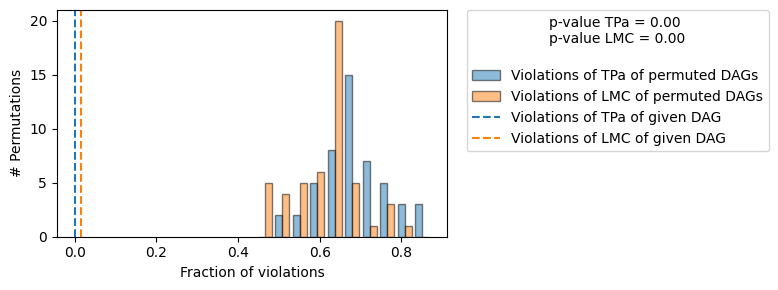 p-value TPa = 0.00
p-value LMC = 0.00
Violations of TPa of permuted DAGs
Violations of LMC of permuted DAGs
Violations of TPa of given DAG
Violations of LMC of given DAG
# Permutations
20
15
10
5
0
0.0 0.2 0.4 0.6 0.8
Fraction of violations